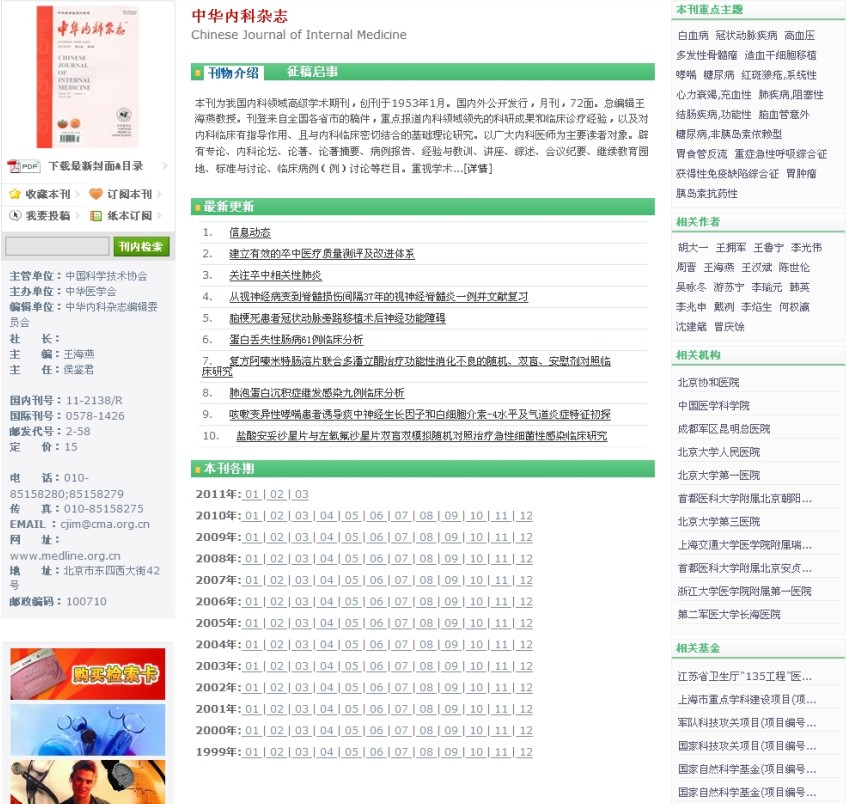 中华内科杂志
CHINESE
JOURNAL
OF
INTERNAL
MEDICINE
下载最新封面&目录
收藏本刊
订阅本刊
我要投稿
纸本订阅
刊内检索
主管单位：中国科学技术协会
主办单位：中华医学会
编辑单位：中华内科杂志编辑委
员会
社　　长：
主　　编：王海燕
主　　任：侯鉴君
国内刊号：11-2138/R
国际刊号：0578-1426
邮发代号：2-58
定　　价：15
电　　话：010-
85158280;85158279
传　　真：010-85158275
EMAIL ：cjim@cma.org.cn
网　　址：
www.medline.org.cn
地　　址：北京市东四西大街42
号
邮政编码：100710
购买检索卡
中华内科杂志
Chinese Journal of Internal Medicine
刊物介绍 征稿启事
本刊为我国内科领域高级学术期刊，创刊于1953年1月。国内外公开发行，月刊，72面。总编辑王
海燕教授。刊登来自全国各省市的稿件，重点报道内科领域领先的科研成果和临床诊疗经验，以及对
内科临床有指导作用、且与内科临床密切结合的基础理论研究。以广大内科医师为主要读者对象。辟
有专论、内科论坛、论著、论著摘要、病例报告、经验与教训、讲座、综述、会议纪要、继续教育园
地、标准与讨论、临床病例（例）讨论等栏目。重视学术...[详情]
最新更新
1. 信息动态
2. 建立有效的卒中医疗质量测评及改进体系
3. 关注卒中相关性肺炎
4. 从视神经病变到脊髓损伤间隔37年的视神经脊髓炎一例并文献复习
5. 脑梗死患者冠状动脉旁路移植术后神经功能障碍
6. 蛋白丢失性肠病61例临床分析
7. 复方阿嗪米特肠溶片联合多潘立酮治疗功能性消化不良的随机、双盲、安慰剂对照临
床研究
8. 肺泡蛋白沉积症继发感染九例临床分析
9. 咳嗽变异性哮喘患者诱导痰中神经生长因子和白细胞介素-4水平及气道炎症特征初探
10. 盐酸安妥沙星片与左氧氟沙星片双盲双模拟随机对照治疗急性细菌性感染临床研究
本刊各期
2011年: 01 | 02 | 03
2010年: 01 | 02 | 03 | 04 | 05 | 06 | 07 | 08 | 09 | 10 | 11 | 12
2009年: 01 | 02 | 03 | 04 | 05 | 06 | 07 | 08 | 09 | 10 | 11 | 12
2008年: 01 | 02 | 03 | 04 | 05 | 06 | 07 | 08 | 09 | 10 | 11 | 12
2007年: 01 | 02 | 03 | 04 | 05 | 06 | 07 | 08 | 09 | 10 | 11 | 12
2006年: 01 | 02 | 03 | 04 | 05 | 06 | 07 | 08 | 09 | 10 | 11 | 12
2005年: 01 | 02 | 03 | 04 | 05 | 06 | 07 | 08 | 09 | 10 | 11 | 12
2004年: 01 | 02 | 03 | 04 | 05 | 06 | 07 | 08 | 09 | 10 | 11 | 12
2003年: 01 | 02 | 03 | 04 | 05 | 06 | 07 | 08 | 09 | 10 | 11 | 12
2002年: 01 | 02 | 03 | 04 | 05 | 06 | 07 | 08 | 09 | 10 | 11 | 12
2001年: 01 | 02 | 03 | 04 | 05 | 06 | 07 | 08 | 09 | 10 | 11 | 12
2000年: 01 | 02 | 03 | 04 | 05 | 06 | 07 | 08 | 09 | 10 | 11 | 12
1999年: 01 | 02 | 03 | 04 | 05 | 06 | 07 | 08 | 09 | 10 | 11 | 12
本刊重点主题
白血病 冠状动脉疾病 高血压
多发性骨髓瘤 造血干细胞移植
哮喘 糖尿病 红斑狼疮,系统性
心力衰竭,充血性 肺疾病,阻塞性
结肠疾病,功能性 脑血管意外
糖尿病,非胰岛素依赖型
胃食管反流 重症急性呼吸综合征
获得性免疫缺陷综合征 胃肿瘤
胰岛素抗药性
相关作者
胡大一 王拥军 王鲁宁 李光伟
周晋 王海燕 王汉斌 陈世伦
吴咏冬 游苏宁 李瑜元 韩英
李兆申 戴冽 李焰生 何权瀛
沈建箴 曾庆馀
相关机构
北京协和医院
中国医学科学院
成都军区昆明总医院
北京大学人民医院
北京大学第一医院
首都医科大学附属北京朝阳...
北京大学第三医院
上海交通大学医学院附属瑞...
首都医科大学附属北京安贞...
浙江大学医学院附属第一医院
第二军医大学长海医院
相关基金
江苏省卫生厅“135工程”医...
上海市重点学科建设项目(项...
军队科技攻关项目(项目编号...
国家科技攻关项目(项目编号...
国家自然科学基金(项目编号...
国家自然科学基金(项目编号...